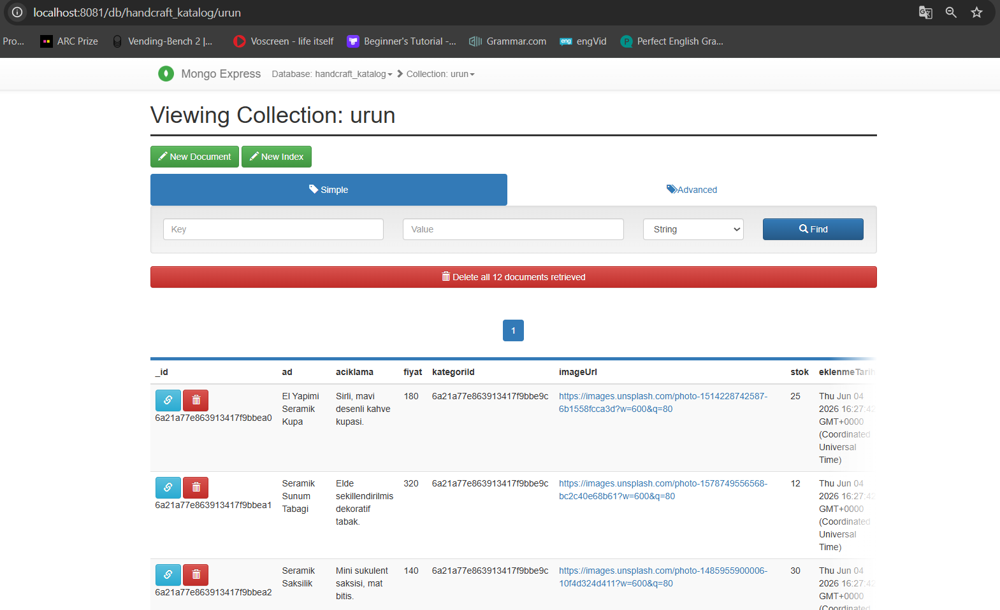 localhost:8081/db/handcraft_katalog/urun
Pro...
ARC Prize
Vending-Bench 2 |...
Voscreen - life itself
Beginner's Tutorial -...
Grammar.com
eng
engVid
P
Perfect English Gra...
Mongo Express
Database: handcraft_katalog
Collection: urun
Viewing Collection: urun
New Document
New Index
Simple
Advanced
Key
Value
String
Find
Delete all 12 documents retrieved
1
_id
ad
aciklama
fiyat
kategoriId
imageUrl
stok
eklenmeTarih
6a21a77e863913417f9bbea0
El Yapimi
Seramik
Kupa
Sirli, mavi
desenli kahve
kupasi.
180
6a21a77e863913417f9bbe9c
https://images.unsplash.com/photo-1514228742587-
6b1558fcca3d?w=600&q=80
25
Thu Jun 04
2026 16:27:42
GMT+0000
(Coordinated
Universal
Time)
6a21a77e863913417f9bbea1
Seramik
Sunum
Tabagi
Elde
sekillendirilmis
dekoratif
tabak.
320
6a21a77e863913417f9bbe9c
https://images.unsplash.com/photo-1578749556568-
bc2c40e68b61?w=600&q=80
12
Thu Jun 04
2026 16:27:42
GMT+0000
(Coordinated
Universal
Time)
6a21a77e863913417f9bbea2
Seramik
Saksilik
Mini sukulent
saksisi, mat
bitis.
140
6a21a77e863913417f9bbe9c
https://images.unsplash.com/photo-1485955900006-
10f4d324d411?w=600&q=80
30
Thu Jun 04
2026 16:27:42
GMT+0000
(Coordinated